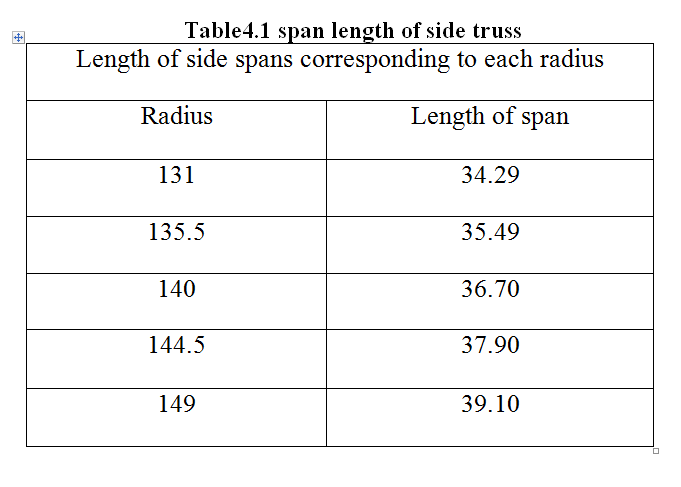 Table4.1 span length of side truss
Length of side spans corresponding to each radius
Radius Length of span
131 34.29
135.5 35.49
140 36.70
144.5 37.90
149 39.10